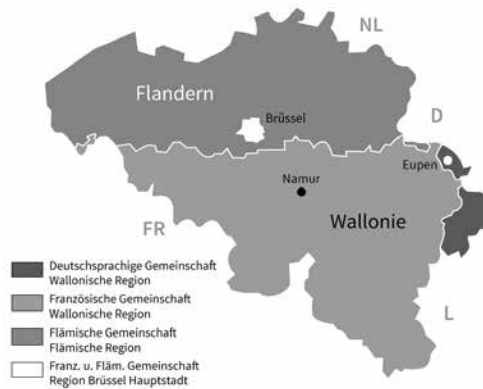 NL
Flandern
Brüssel
D
Eupen
Namur
Wallonie
FR
L
Deutschsprachige Gemeinschaft
Wallonische Region
Französische Gemeinschaft
Wallonische Region
Flämische Gemeinschaft
Flämische Region
Franz. u. Fläm. Gemeinschaft
Region Brüssel Hauptstadt